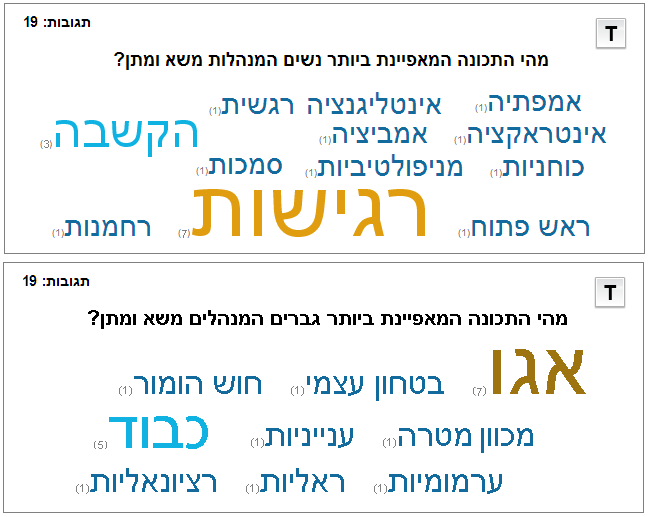 תגובות: 19
T
מהי התכונה המאפיינת ביותר נשים המנהלות משא ומתן?
אמפתיה (1) אינטליגנציה רגשית (1)
אינטראקציה (1) אמביציה (1) הקשבה (3)
כוחניות (1) מניפולטיביות (1) סמכות (1)
ראש פתוח (1) רגישות (7) רחמנות (1)
תגובות: 19
T
מהי התכונה המאפיינת ביותר גברים המנהלים משא ומתן?
אגו (7) בטחון עצמי (1) חוש הומור (1)
מכוון מטרה (1) ענייניות (1) כבוד (5)
ערמומיות (1) ראליות (1) רציונאליות (1)